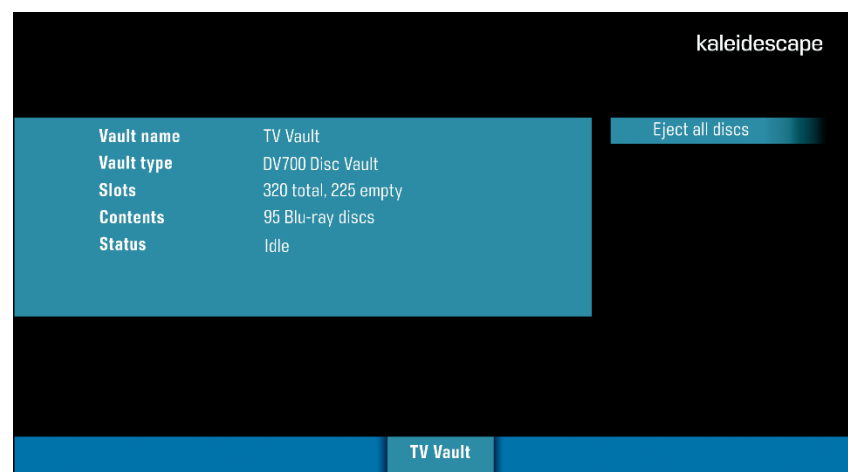 kaleidescape
Eject all discs
Vault name TV Vault
Vault type DV700 Disc Vault
Slots 320 total, 225 empty
Contents 95 Blu-ray discs
Status Idle
TV Vault